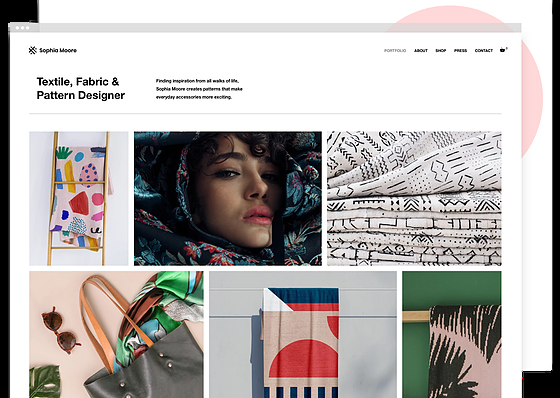 Sophia Moore
PORTFOLIO ABOUT SHOP PRESS CONTACT
Textile, Fabric &
Pattern Designer
Finding inspiration from all walks of life,
Sophia Moore creates patterns that make
everyday accessories more exciting.